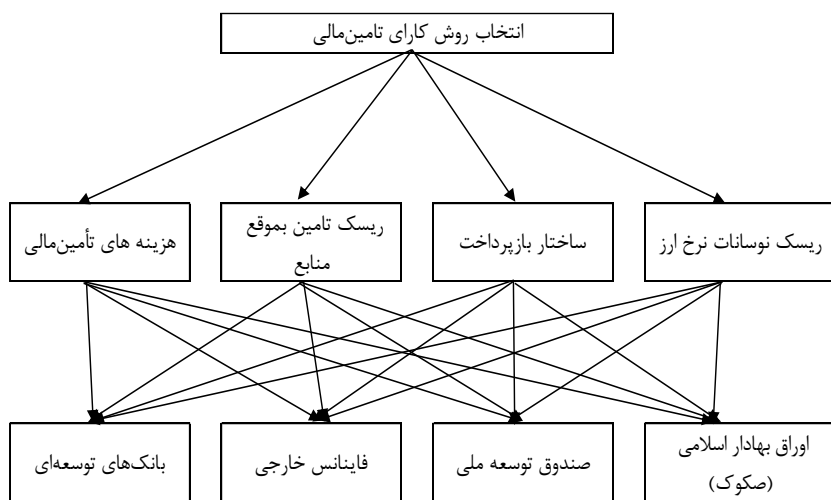 انتخاب روش کارای تامین‌مالی
ریسک نوسانات نرخ ارز
ساختار بازپرداخت
ریسک تامین بموقع
منابع
هزینه های تأمین‌مالی
اوراق بهادار اسلامی
(صکوک)
صندوق توسعه ملی
فاینانس خارجی
بانک‌های توسعه‌ای